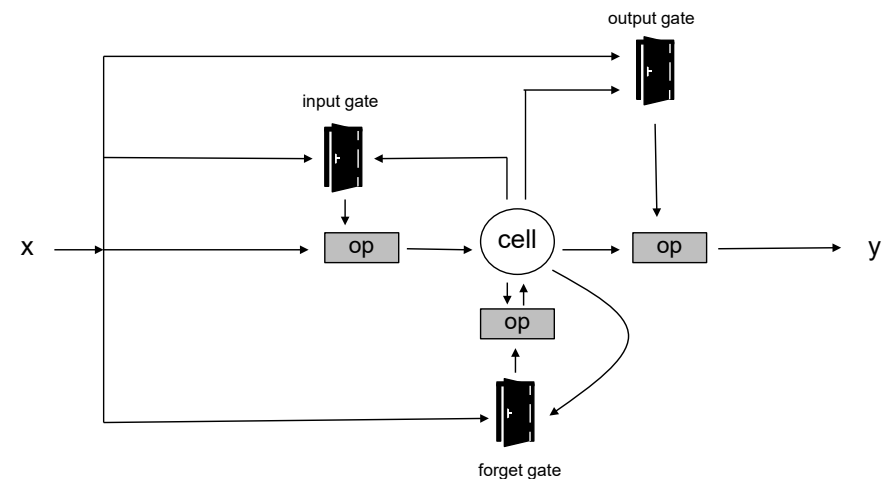 output gate
input gate
x
op
cell
op
y
op
forget gate